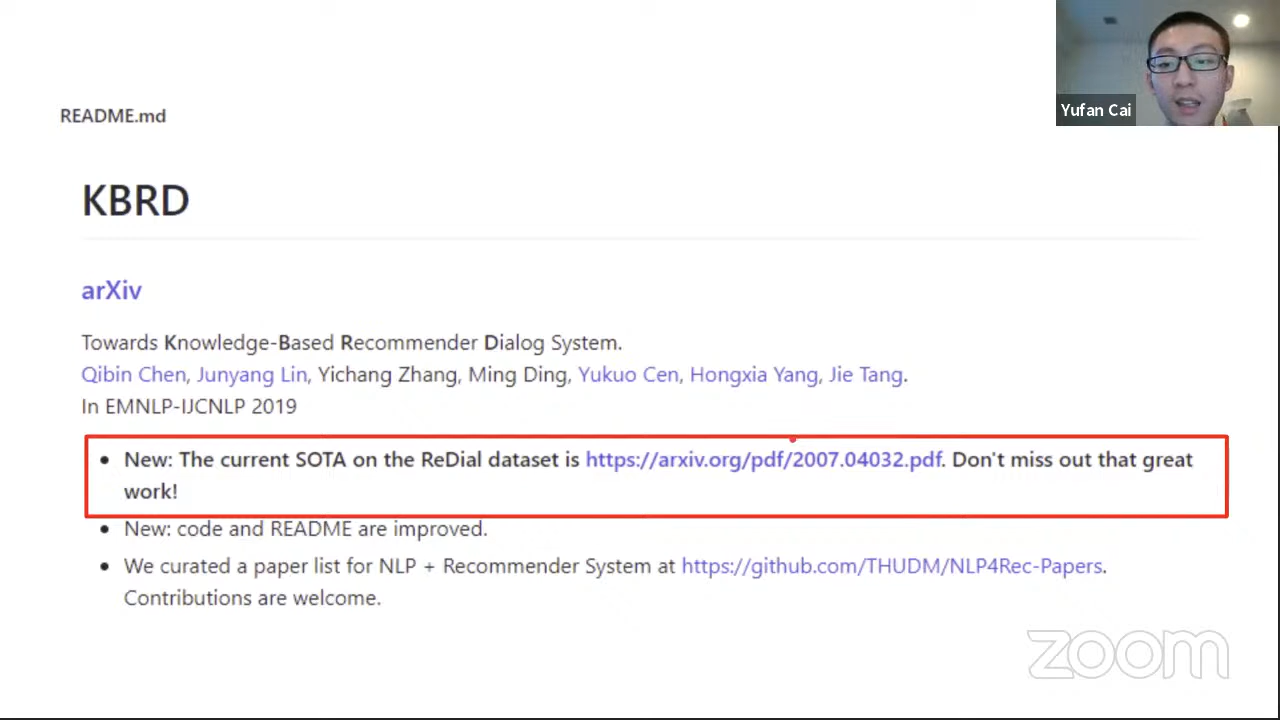 Yufan Cai
README.md
KBRD
arXiv
Towards Knowledge-Based Recommender Dialog System.
Qibin Chen, Junyang Lin, Yichang Zhang, Ming Ding, Yukuo Cen, Hongxia Yang, Jie Tang.
In EMNLP-IJCNLP 2019
• New: The current SOTA on the ReDial dataset is https://arxiv.org/pdf/2007.04032.pdf. Don't miss out that great
work!
• New: code and README are improved.
• We curated a paper list for NLP + Recommender System at https://github.com/THUDM/NLP4Rec-Papers.
Contributions are welcome.
zoom